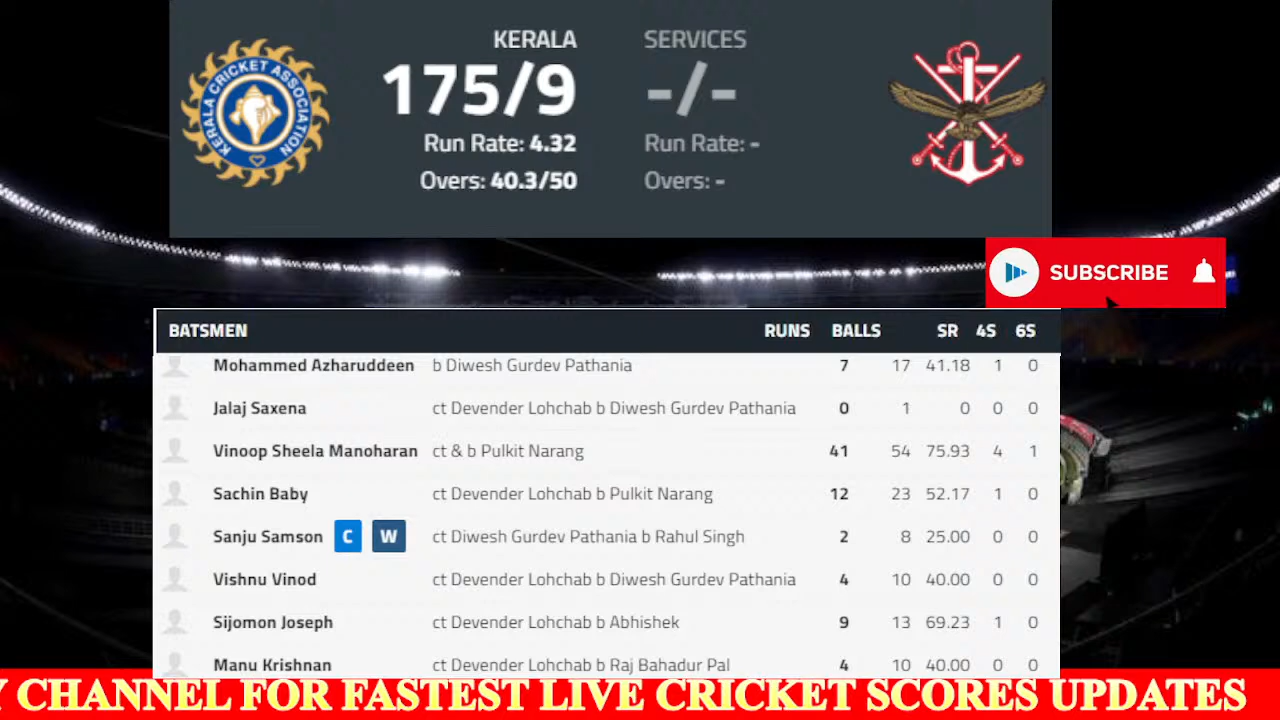 KERALA CRICKET ASSOCIATION
KERALA
175/9
Run Rate: 4.32
Overs: 40.3/50
SERVICES
-/-
Run Rate: -
Overs: -
SUBSCRIBE
BATSMEN RUNS BALLS SR 4S 6S
Mohammed Azharuddeen b Diwesh Gurdev Pathania 7 17 41.18 1 0
Jalaj Saxena ct Devender Lohchab b Diwesh Gurdev Pathania 0 1 0 0 0
Vinoop Sheela Manoharan ct & b Pulkit Narang 41 54 75.93 4 1
Sachin Baby ct Devender Lohchab b Pulkit Narang 12 23 52.17 1 0
Sanju Samson C W ct Diwesh Gurdev Pathania b Rahul Singh 2 8 25.00 0 0
Vishnu Vinod ct Devender Lohchab b Diwesh Gurdev Pathania 4 10 40.00 0 0
Sijomon Joseph ct Devender Lohchab b Abhishek 9 13 69.23 1 0
Manu Krishnan ct Devender Lohchab b Raj Bahadur Pal 4 10 40.00 0 0
Y CHANNEL FOR FASTEST LIVE CRICKET SCORES UPDATES